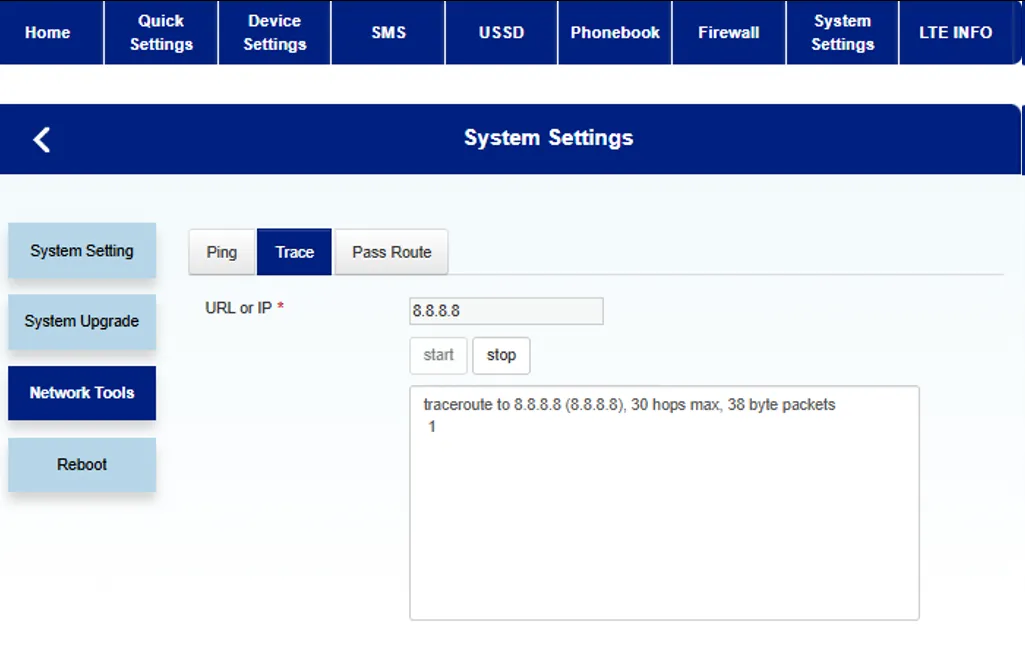 Home
Quick
Settings
Device
Settings
SMS
USSD
Phonebook
Firewall
System
Settings
LTE INFO
System Settings
System Setting
System Upgrade
Network Tools
Reboot
Ping
Trace
Pass Route
URL or IP *
8.8.8.8
start
stop
traceroute to 8.8.8.8 (8.8.8.8), 30 hops max, 38 byte packets
1